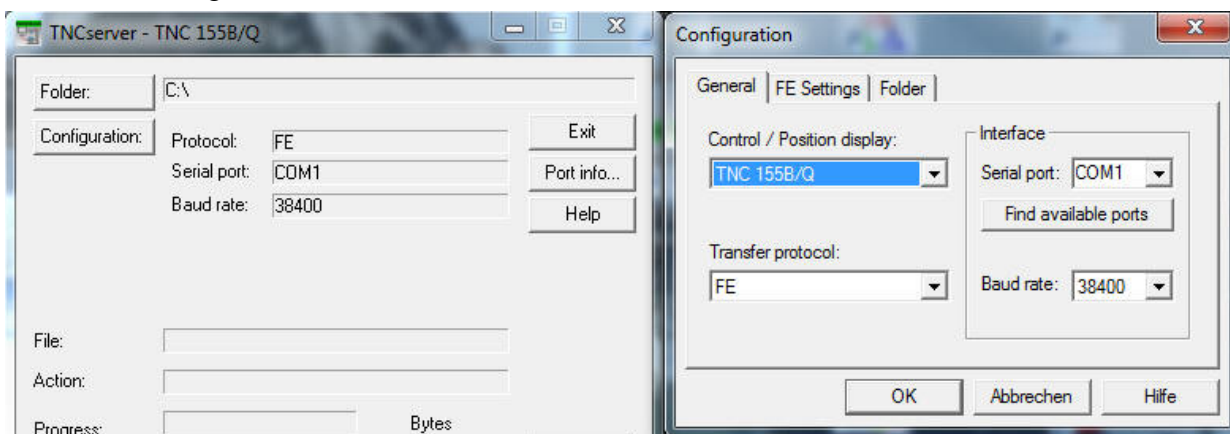 TNCserver - TNC 155B/Q
Folder: C:\
Configuration: Protocol: FE Exit
Serial port: COM1 Port info...
Baud rate: 38400 Help
File:
Action:
Progress: Bytes
Configuration
General FE Settings Folder
Control / Position display:
TNC 155B/Q
Transfer protocol:
FE
Interface
Serial port: COM1
Find available ports
Baud rate: 38400
OK Abbrechen Hilfe